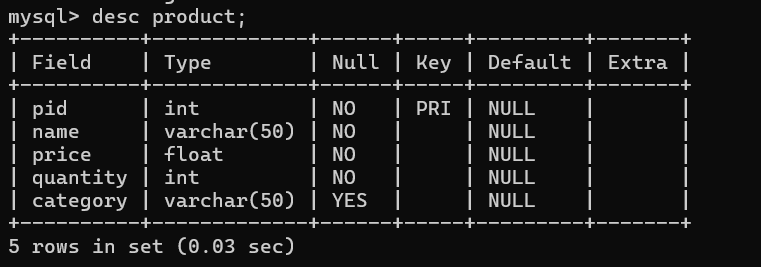 mysql> desc product;
+----------+-------------+------+-----+---------+-------+
| Field    | Type        | Null | Key | Default | Extra |
+----------+-------------+------+-----+---------+-------+
| pid      | int         | NO   | PRI | NULL    |       |
| name     | varchar(50) | NO   |     | NULL    |       |
| price    | float       | NO   |     | NULL    |       |
| quantity | int         | NO   |     | NULL    |       |
| category | varchar(50) | YES  |     | NULL    |       |
+----------+-------------+------+-----+---------+-------+
5 rows in set (0.03 sec)